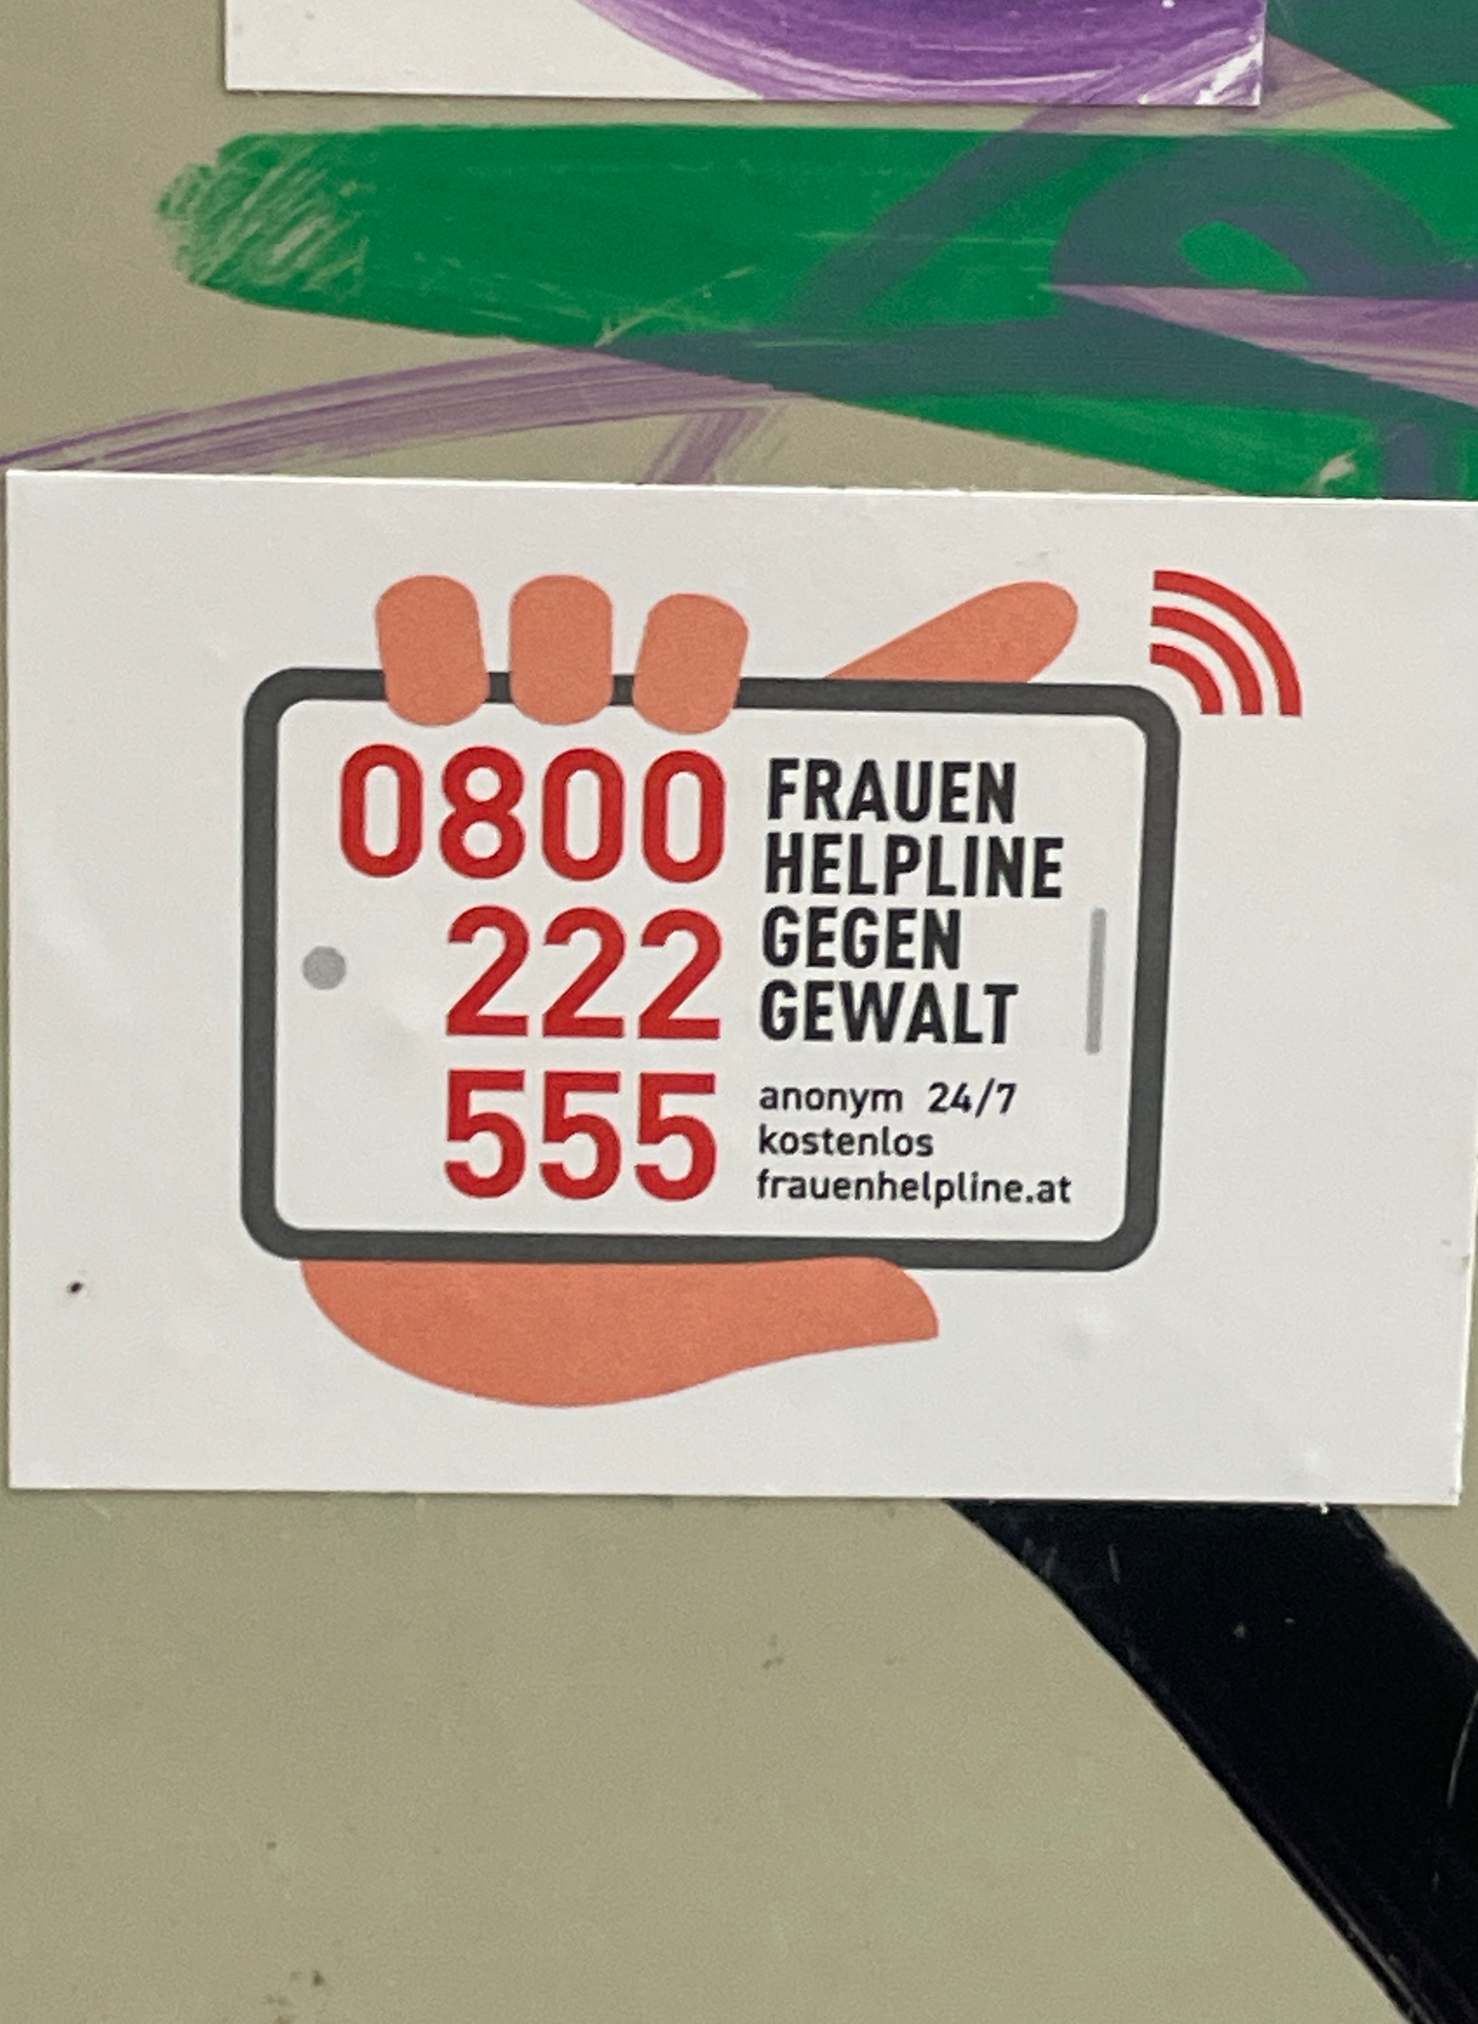 0800
222
555
FRAUEN
HELPLINE
GEGEN
GEWALT
anonym 24/7
kostenlos
frauenhelpline.at